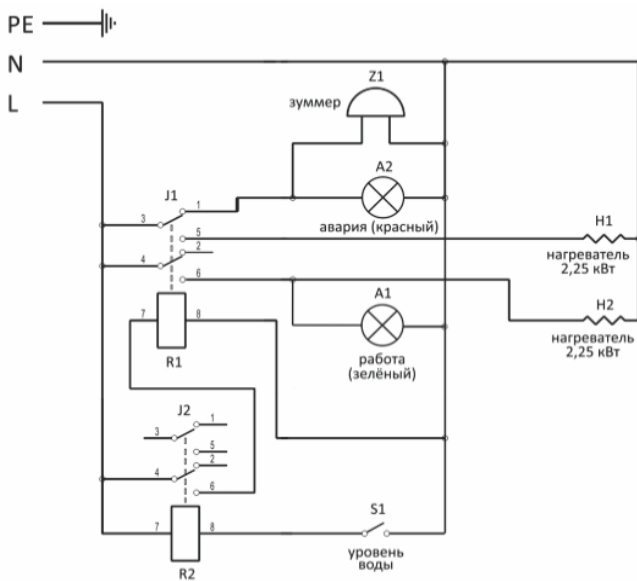 PE
N
L
Z1
зуммер
A2
авария (красный)
J1
1
3
5
2
4
6
H1
нагреватель
2,25 кВт
A1
работа
(зелёный)
H2
нагреватель
2,25 кВт
7
8
R1
J2
1
3
5
2
4
6
7
8
R2
S1
уровень
воды